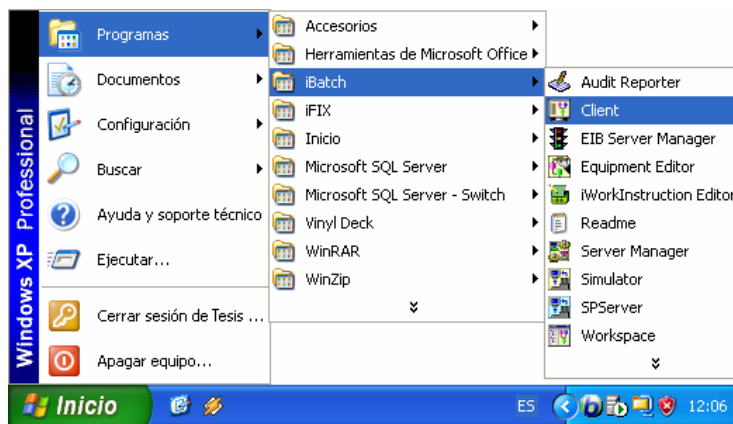 Windows XP Professional
Programas
Documentos
Configuración
Buscar
Ayuda y soporte técnico
Ejecutar...
Cerrar sesión de Tesis ...
Apagar equipo...
Accesorios
Herramientas de Microsoft Office
iBatch
iFIX
Inicio
Microsoft SQL Server
Microsoft SQL Server - Switch
Vinyl Deck
WinRAR
WinZip
Audit Reporter
Client
EIB Server Manager
Equipment Editor
iWorkInstruction Editor
Readme
Server Manager
Simulator
SPServer
Workspace
Inicio
ES
12:06